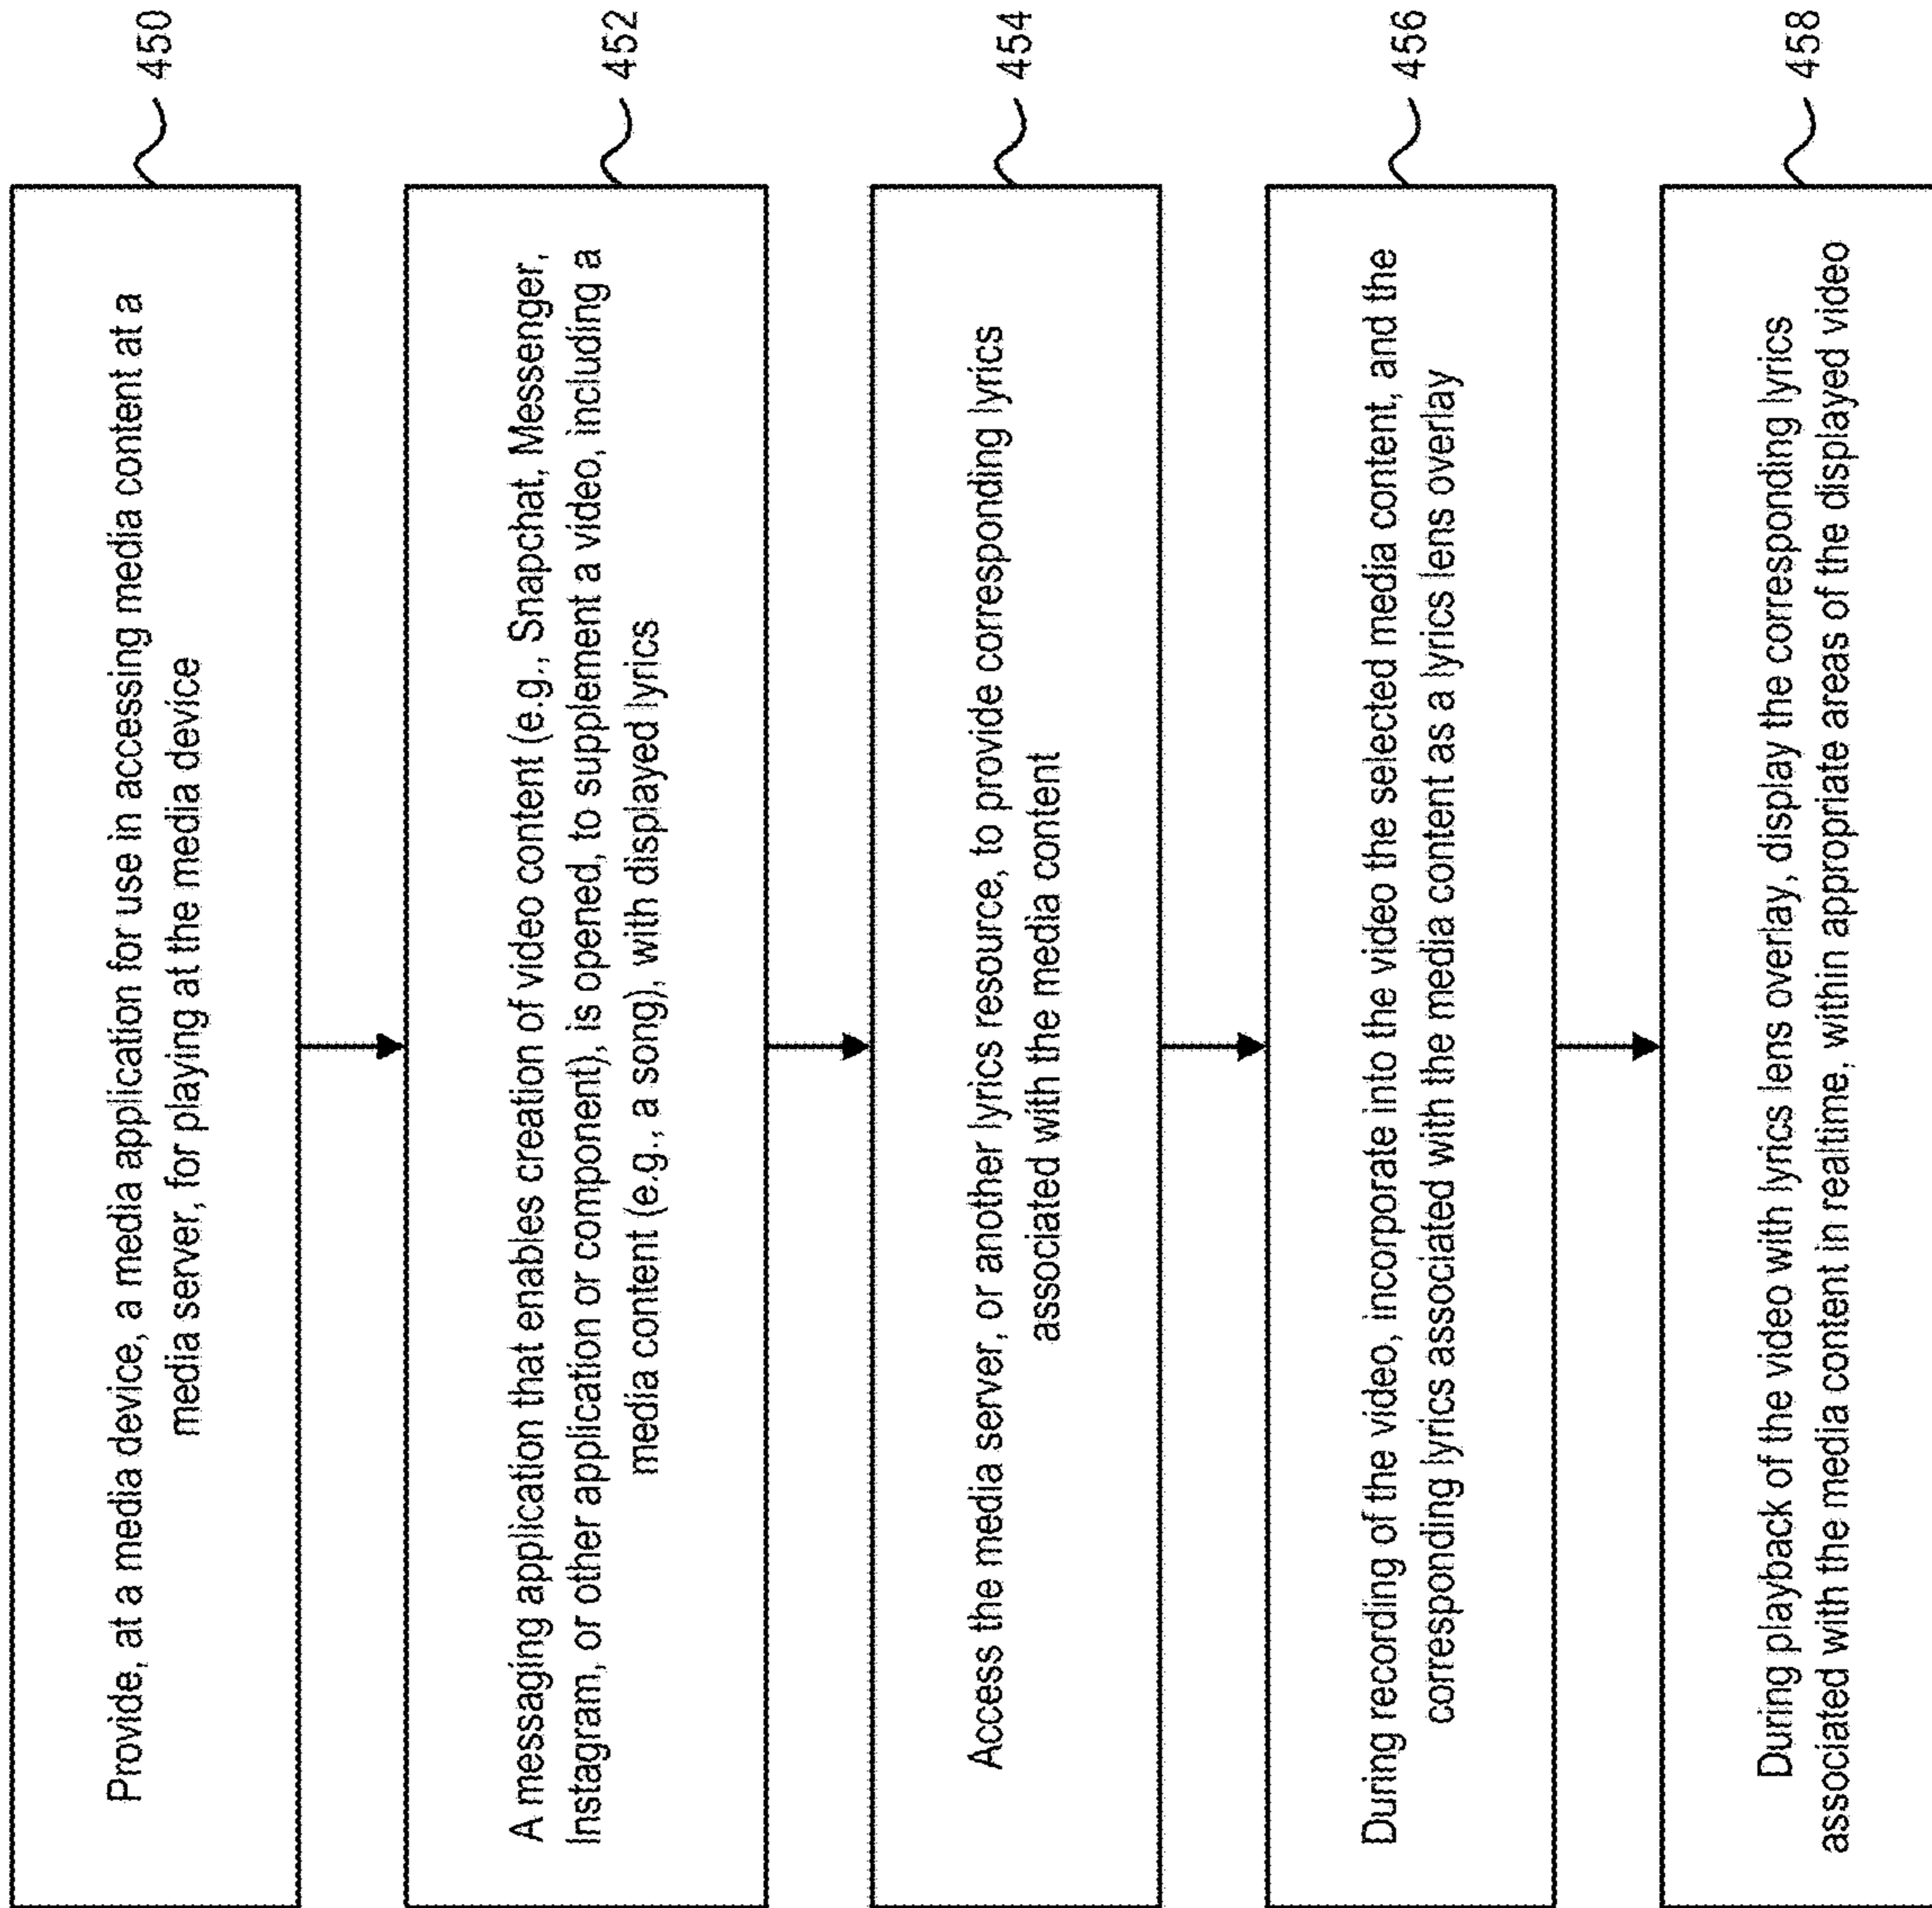 450
Provide, at a media device, a media application for use in accessing media content at a
media server, for playing at the media device
452
A messaging application that enables creation of video content (e.g., Snapchat, Messenger,
Instagram, or other application or component), is opened, to supplement a video, including a
media content (e.g., a song), with displayed lyrics
454
Access the media server, or another lyrics resource, to provide corresponding lyrics
associated with the media content
456
During recording of the video, incorporate into the video the selected media content, and the
corresponding lyrics associated with the media content as a lyrics lens overlay
458
During playback of the video with lyrics lens overlay, display the corresponding lyrics
associated with the media content in realtime, within appropriate areas of the displayed video